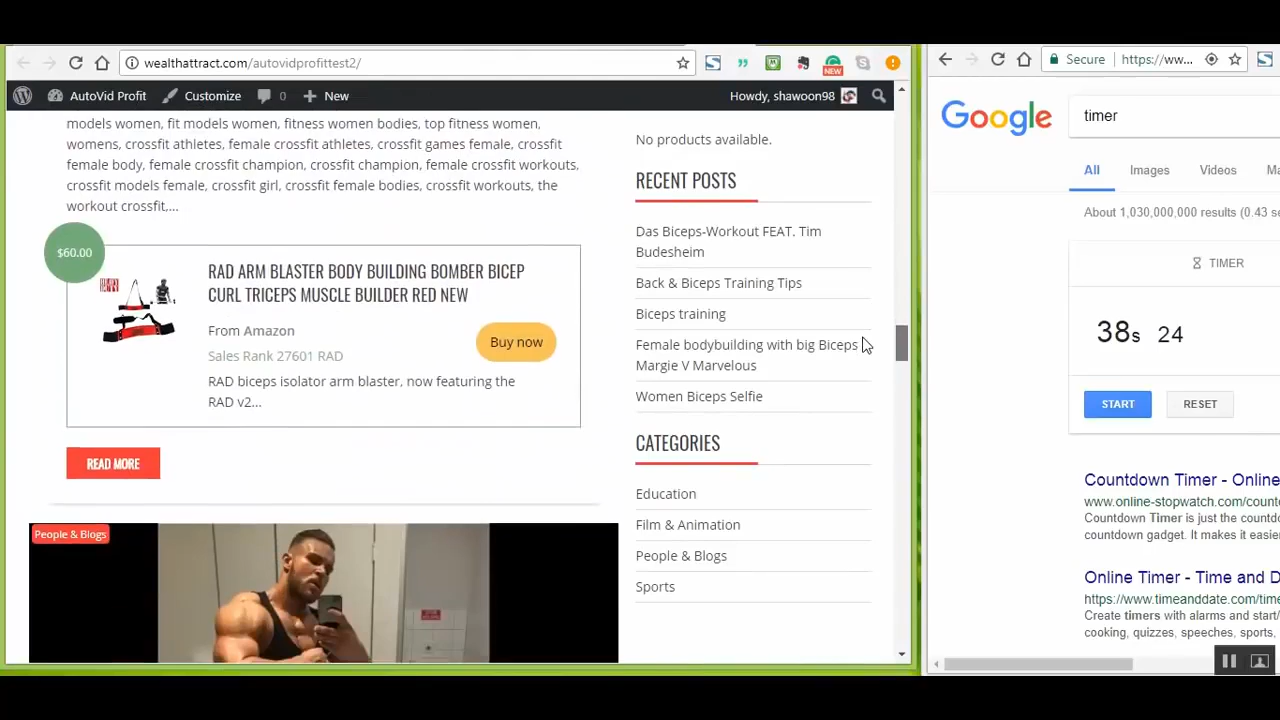 wealthattract.com/autovidprofittest2/
NEW
AutoVid Profit
Customize
0
New
Howdy, shawoon98
models women, fit models women, fitness women bodies, top fitness women,
womens, crossfit athletes, female crossfit athletes, crossfit games female, crossfit
female body, female crossfit champion, crossfit champion, female crossfit workouts,
crossfit models female, crossfit girl, crossfit female bodies, crossfit workouts, the
workout crossfit,...
$60.00
RAD ARM BLASTER BODY BUILDING BOMBER BICEP
CURL TRICEPS MUSCLE BUILDER RED NEW
From Amazon
Buy now
Sales Rank 27601 RAD
RAD biceps isolator arm blaster, now featuring the
RAD v2...
READ MORE
People & Blogs
No products available.
RECENT POSTS
Das Biceps-Workout FEAT. Tim
Budesheim
Back & Biceps Training Tips
Biceps training
Female bodybuilding with big Biceps
Margie V Marvelous
Women Biceps Selfie
CATEGORIES
Education
Film & Animation
People & Blogs
Sports
Secure
https://ww...
Google
timer
All
Images
Videos
Ma
About 1,030,000,000 results (0.43 se
TIMER
38s 24
START
RESET
Countdown Timer - Online
www.online-stopwatch.com/count
Countdown Timer is just the countd
countdown gadget. It makes it easie
Online Timer - Time and D
https://www.timeanddate.com/time
Create timers with alarms and start/
cooking, quizzes, speeches, sports,